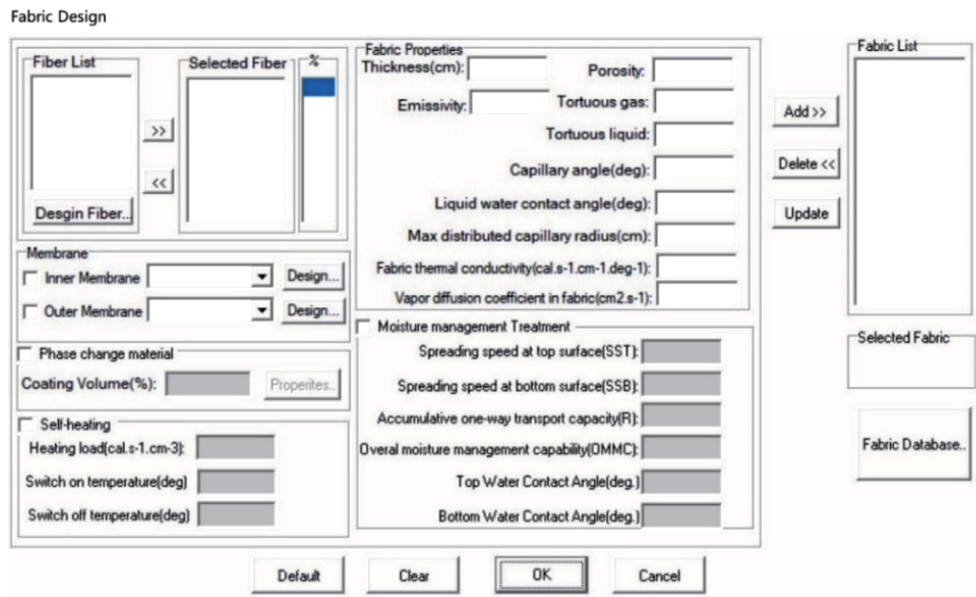 Fabric Design
Fiber List
Selected Fiber
%
>>
<<
Desgin Fiber..
Membrane
Inner Membrane
Design...
Outer Membrane
Design...
Phase change material
Coating Volume(%):
Properites..
Self-heating
Heating load(cal.s-1.cm-3):
Switch on temperature(deg)
Switch off temperature(deg)
Fabric Properties
Thickness(cm):
Porosity:
Emissivity:
Tortuous gas:
Tortuous liquid:
Capillary angle(deg):
Liquid water contact angle(deg):
Max distributed capillary radius(cm):
Fabric thermal conductivity(cal.s-1.cm-1.deg-1):
Vapor diffusion coefficient in fabric(cm2.s-1):
Moisture management Treatment
Spreading speed at top surface(SST):
Spreading speed at bottom surface(SSB):
Accumulative one-way transport capacity(R):
Overal moisture management capability(OMMC):
Top Water Contact Angle(deg.)
Bottom Water Contact Angle(deg.)
Add >>
Delete <<
Update
Fabric List
Selected Fabric
Fabric Database..
Default
Clear
OK
Cancel